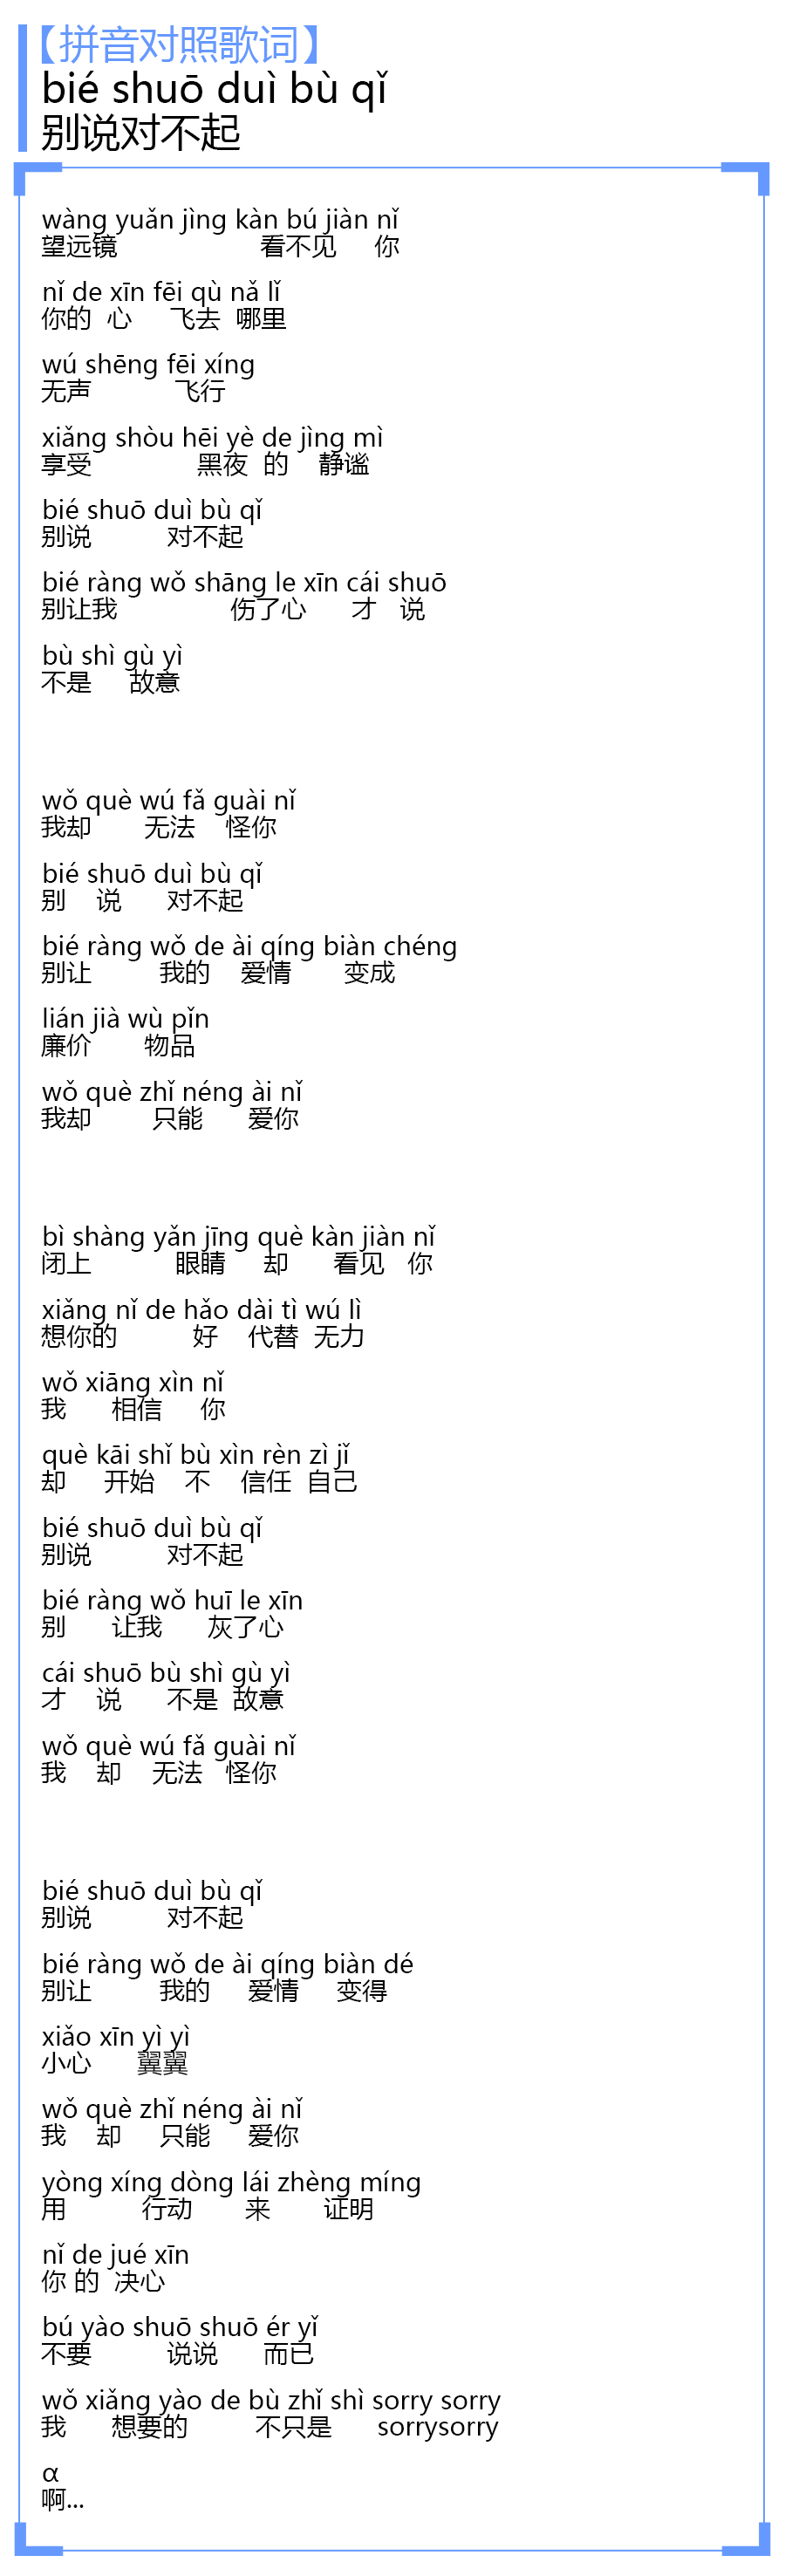 【拼音对照歌词】
bié shuō duì bù qǐ
别说对不起
wàng yuǎn jìng kàn bú jiàn nǐ
望远镜 看不见 你
nǐ de xīn fēi qù nǎ lǐ
你的 心 飞去 哪里
wú shēng fēi xíng
无声 飞行
xiǎng shòu hēi yè de jìng mì
享受 黑夜 的 静谧
bié shuō duì bù qǐ
别说 对不起
bié ràng wǒ shāng le xīn cái shuō
别让我 伤了心 才 说
bù shì gù yì
不是 故意
wǒ què wú fǎ guài nǐ
我却 无法 怪你
bié shuō duì bù qǐ
别 说 对不起
bié ràng wǒ de ài qíng biàn chéng
别让 我的 爱情 变成
lián jià wù pǐn
廉价 物品
wǒ què zhǐ néng ài nǐ
我却 只能 爱你
bì shàng yǎn jīng què kàn jiàn nǐ
闭上 眼睛 却 看见 你
xiǎng nǐ de hǎo dài tì wú lì
想你的 好 代替 无力
wǒ xiāng xìn nǐ
我 相信 你
què kāi shǐ bù xìn rèn zì jǐ
却 开始 不 信任 自己
bié shuō duì bù qǐ
别说 对不起
bié ràng wǒ huī le xīn
别 让我 灰了心
cái shuō bù shì gù yì
才 说 不是 故意
wǒ què wú fǎ guài nǐ
我 却 无法 怪你
bié shuō duì bù qǐ
别说 对不起
bié ràng wǒ de ài qíng biàn dé
别让 我的 爱情 变得
xiǎo xīn yì yì
小心 翼翼
wǒ què zhǐ néng ài nǐ
我 却 只能 爱你
yòng xíng dòng lái zhèng míng
用 行动 来 证明
nǐ de jué xīn
你 的 决心
bú yào shuō shuō ér yǐ
不要 说说 而已
wǒ xiǎng yào de bù zhǐ shì sorry sorry
我 想要的 不只是 sorrysorry
ɑ
啊...